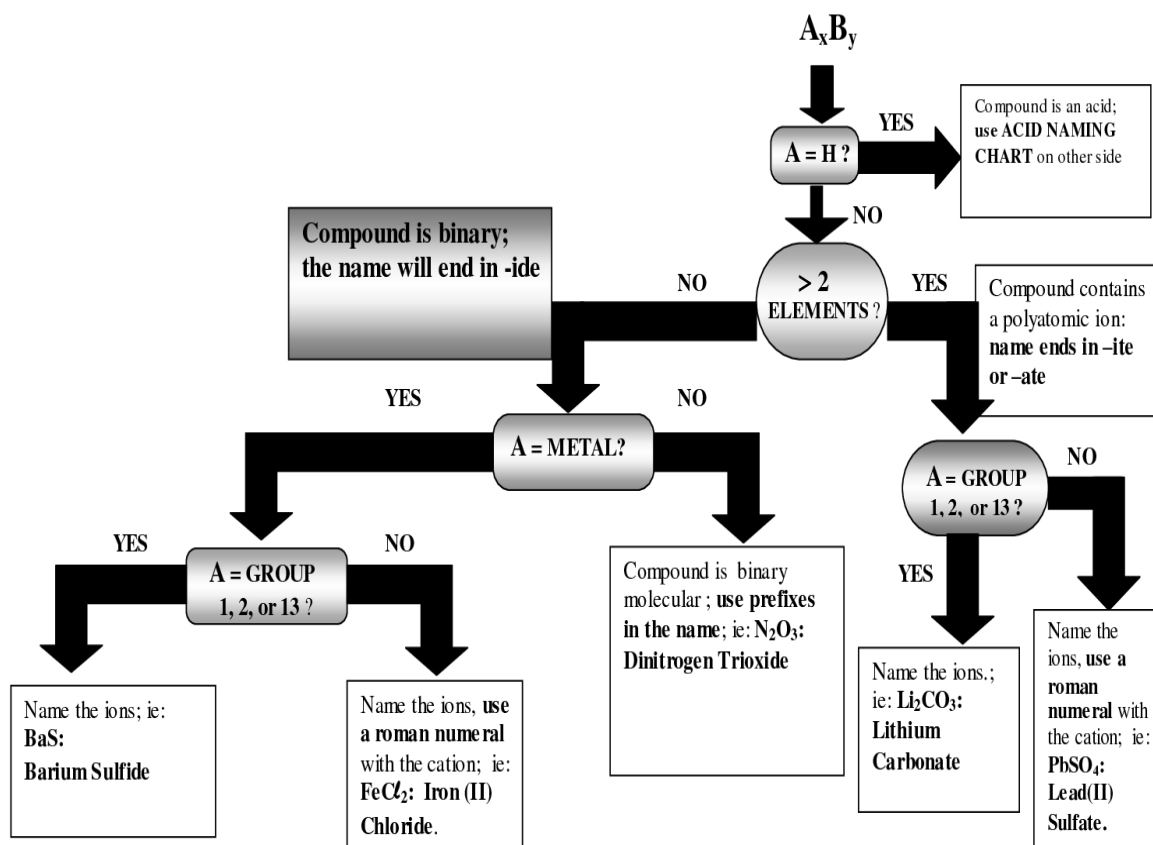 AₓBᵧ
YES
Compound is an acid;
use ACID NAMING
CHART on other side
A = H ?
NO
Compound is binary;
the name will end in -ide
NO
> 2
ELEMENTS ?
YES
Compound contains
a polyatomic ion:
name ends in –ite
or –ate
YES
NO
A = METAL?
A = GROUP
1, 2, or 13 ?
NO
YES
YES
NO
A = GROUP
1, 2, or 13 ?
Compound is binary
molecular ; use prefixes
in the name; ie: N₂O₃:
Dinitrogen Trioxide
Name the ions; ie:
BaS:
Barium Sulfide
Name the ions, use
a roman numeral
with the cation; ie:
FeCℓ₂: Iron (II)
Chloride.
Name the ions.;
ie: Li₂CO₃:
Lithium
Carbonate
Name the
ions, use a
roman
numeral with
the cation; ie:
PbSO₄:
Lead(II)
Sulfate.